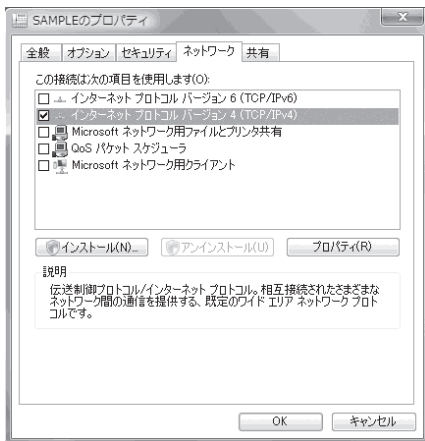 SAMPLEのプロパティ
全般
オプション
セキュリティ
ネットワーク
共有
この接続は次の項目を使用します(O):
インターネット プロトコル バージョン 6 (TCP/IPv6)
インターネット プロトコル バージョン 4 (TCP/IPv4)
Microsoft ネットワーク用ファイルとプリンタ共有
QoS パケット スケジューラ
Microsoft ネットワーク用クライアント
インストール(N)...
アンインストール(U)
プロパティ(R)
説明
伝送制御プロトコル/インターネット プロトコル。相互接続されたさまざまな
ネットワーク間の通信を提供する、既定のワイド エリア ネットワーク プロト
コルです。
OK
キャンセル